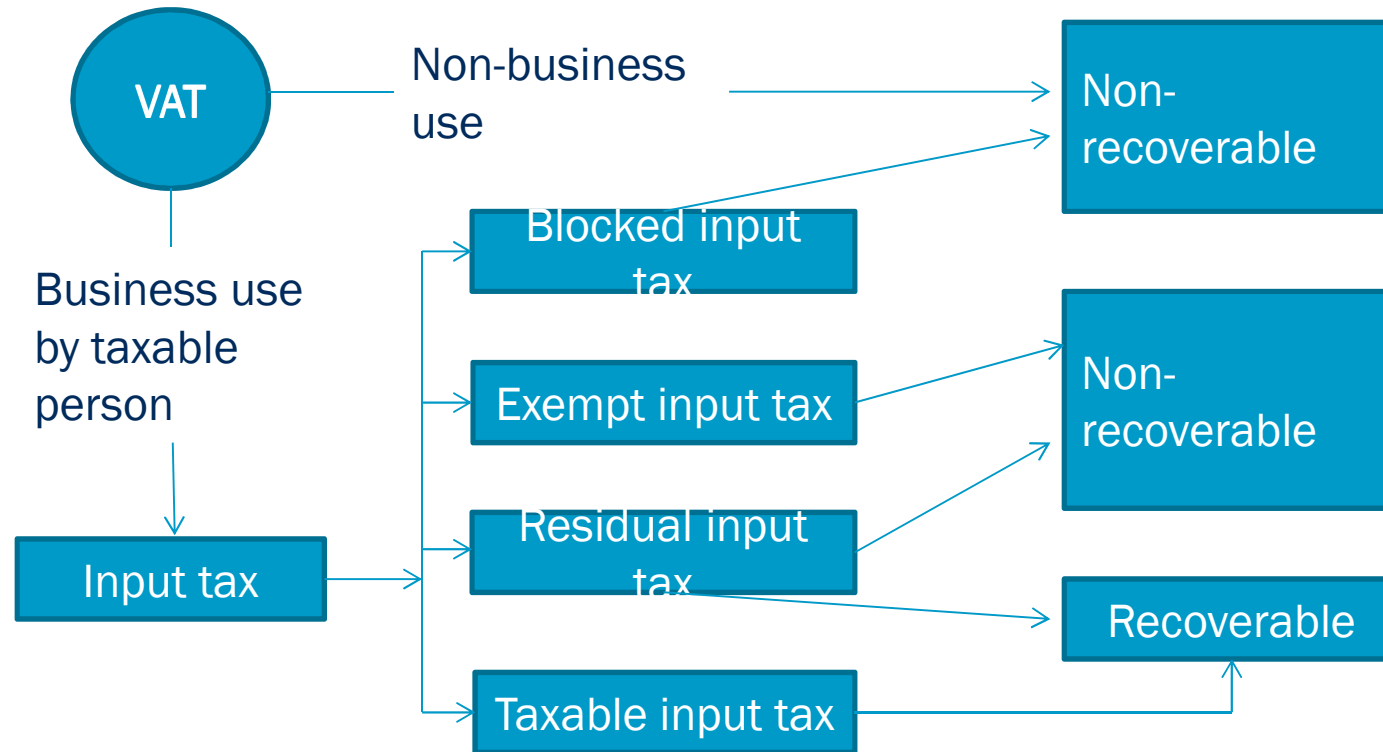 VAT
Non-business
use
Non-
recoverable
Blocked input
tax
Business use
by taxable
person
Exempt input tax
Non-
recoverable
Residual input
tax
Input tax
Recoverable
Taxable input tax